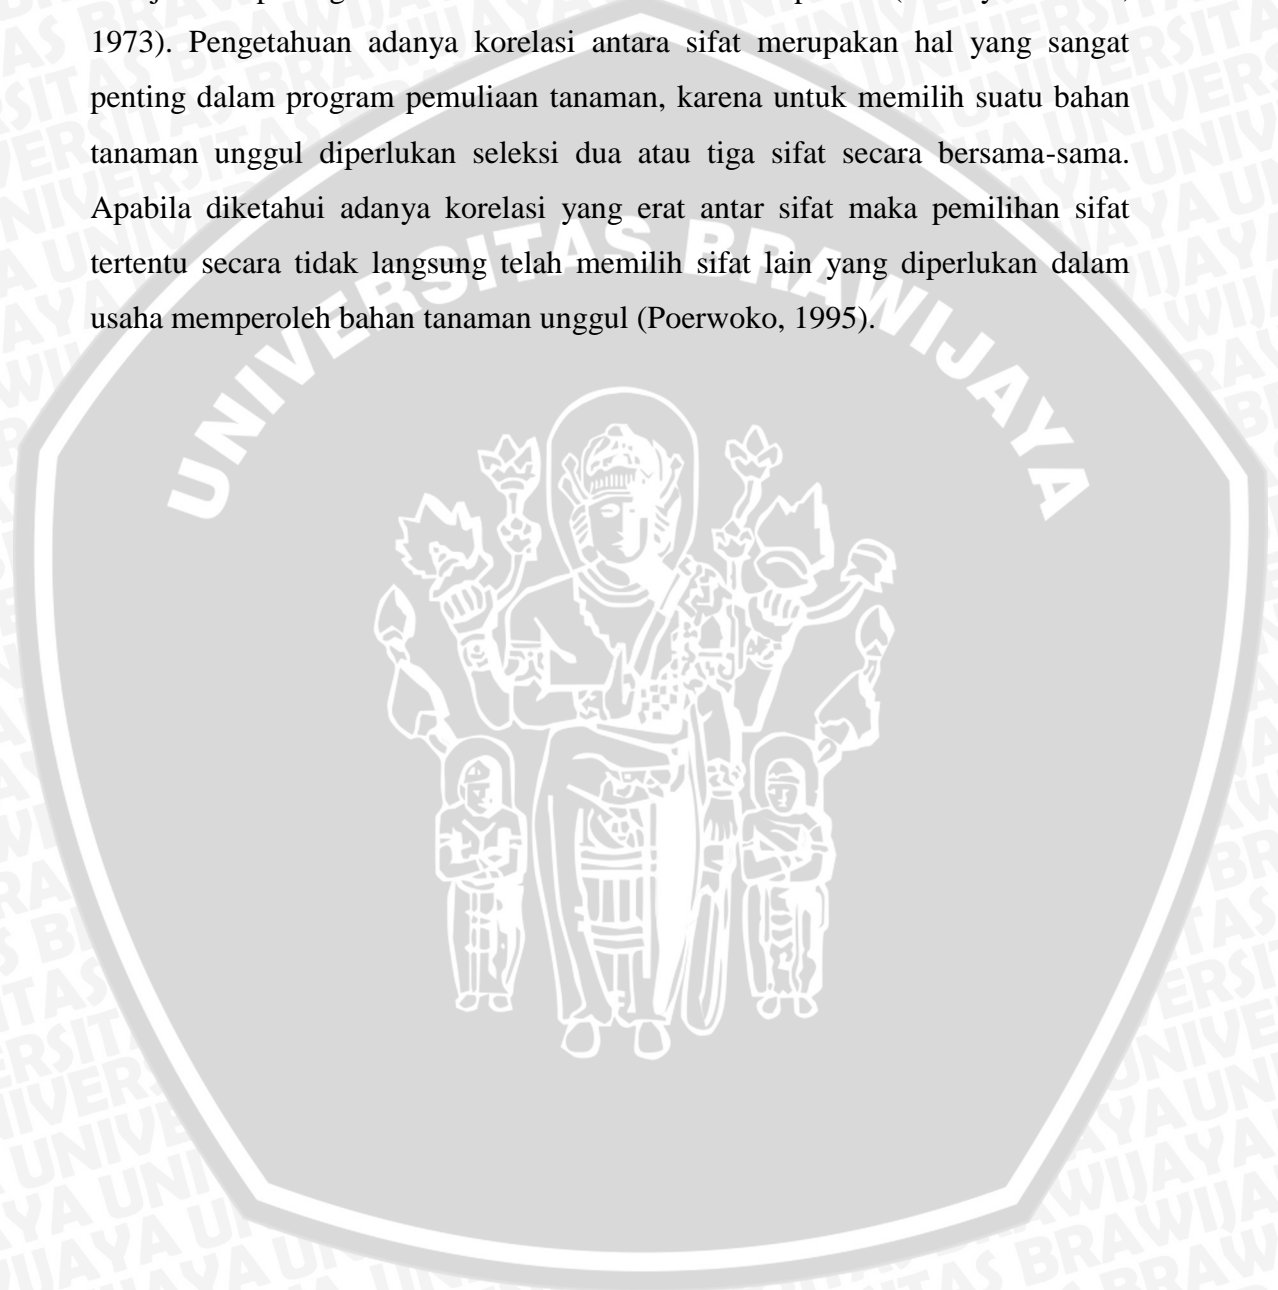 1973). Pengetahuan adanya korelasi antara sifat merupakan hal yang sangat
penting dalam program pemuliaan tanaman, karena untuk memilih suatu bahan
tanaman unggul diperlukan seleksi dua atau tiga sifat secara bersama-sama.
Apabila diketahui adanya korelasi yang erat antar sifat maka pemilihan sifat
tertentu secara tidak langsung telah memilih sifat lain yang diperlukan dalam
usaha memperoleh bahan tanaman unggul (Poerwoko, 1995).
UNIVERSITAS BRAWIJAYA